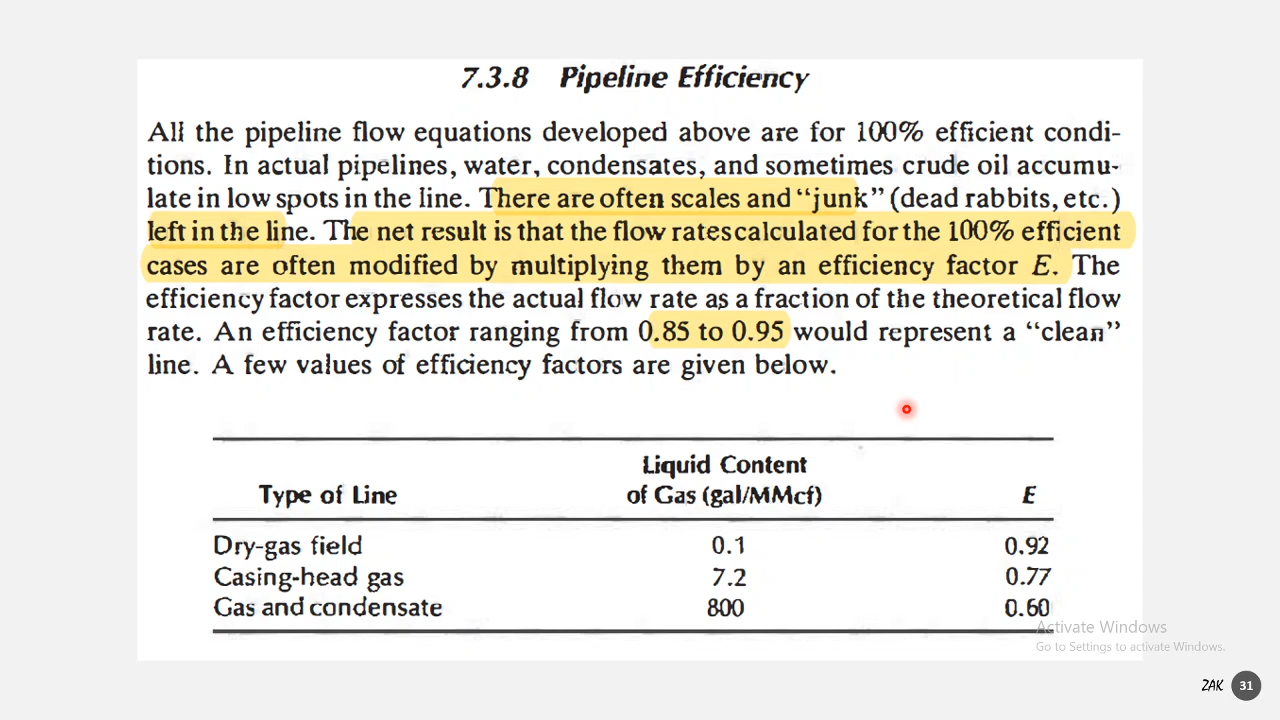 7.3.8 Pipeline Efficiency
All the pipeline flow equations developed above are for 100% efficient condi-
tions. In actual pipelines, water, condensates, and sometimes crude oil accumu-
late in low spots in the line. There are often scales and "junk" (dead rabbits, etc.)
left in the line. The net result is that the flow rates calculated for the 100% efficient
cases are often modified by multiplying them by an efficiency factor E. The
efficiency factor expresses the actual flow rate as a fraction of the theoretical flow
rate. An efficiency factor ranging from 0.85 to 0.95 would represent a "clean"
line. A few values of efficiency factors are given below.
Liquid Content
Type of Line of Gas (gal/MMcf) E
Dry-gas field 0.1 0.92
Casing-head gas 7.2 0.77
Gas and condensate 800 0.60
Activate Windows
Go to Settings to activate Windows.
ZAK 31